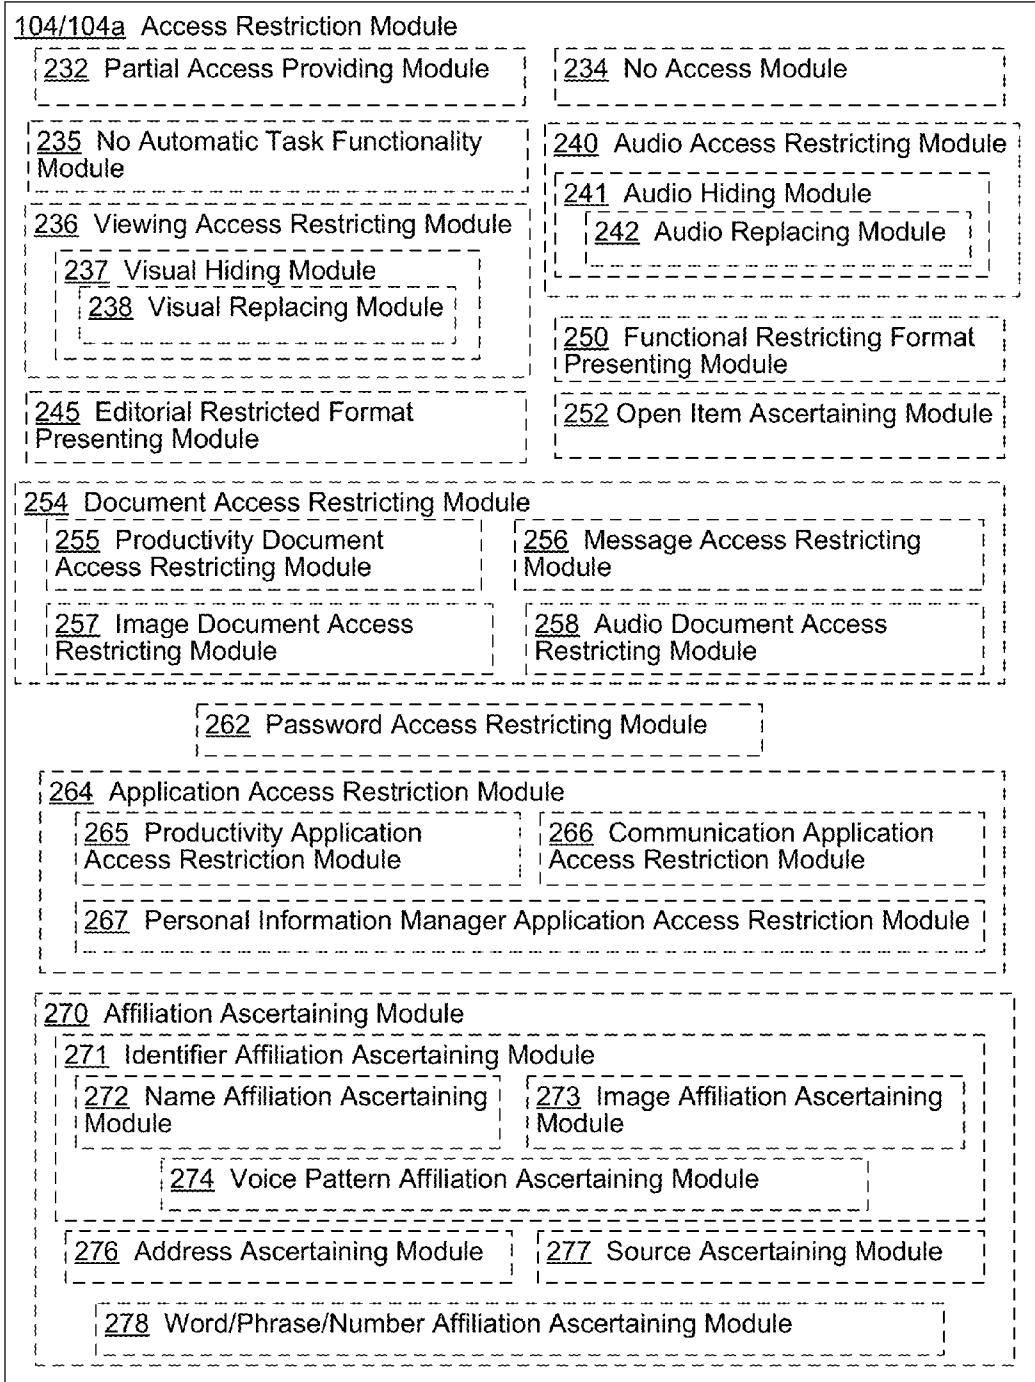 104/104a Access Restriction Module
232 Partial Access Providing Module
234 No Access Module
235 No Automatic Task Functionality
Module
240 Audio Access Restricting Module
241 Audio Hiding Module
242 Audio Replacing Module
236 Viewing Access Restricting Module
237 Visual Hiding Module
238 Visual Replacing Module
250 Functional Restricting Format
Presenting Module
245 Editorial Restricted Format
Presenting Module
252 Open Item Ascertaining Module
254 Document Access Restricting Module
255 Productivity Document
Access Restricting Module
256 Message Access Restricting
Module
257 Image Document Access
Restricting Module
258 Audio Document Access
Restricting Module
262 Password Access Restricting Module
264 Application Access Restriction Module
265 Productivity Application
Access Restriction Module
266 Communication Application
Access Restriction Module
267 Personal Information Manager Application Access Restriction Module
270 Affiliation Ascertaining Module
271 Identifier Affiliation Ascertaining Module
272 Name Affiliation Ascertaining
Module
273 Image Affiliation Ascertaining
Module
274 Voice Pattern Affiliation Ascertaining Module
276 Address Ascertaining Module
277 Source Ascertaining Module
278 Word/Phrase/Number Affiliation Ascertaining Module